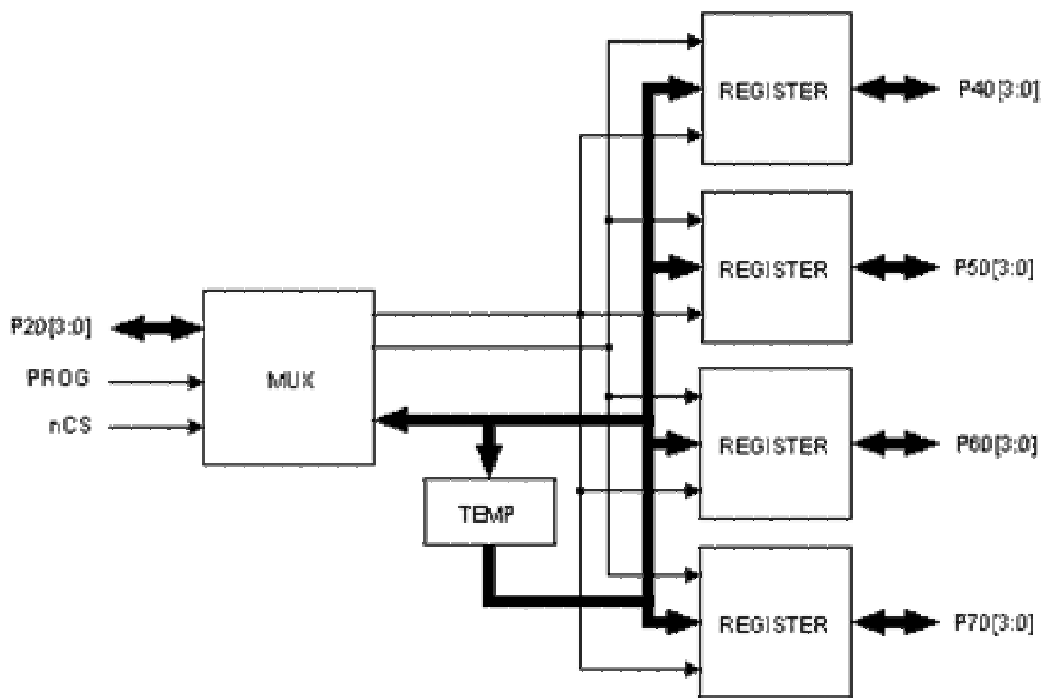 REGISTER
P40[3:0]
REGISTER
P50[3:0]
P20[3:0]
PROG
nCS
MUX
REGISTER
P60[3:0]
TEMP
REGISTER
P70[3:0]